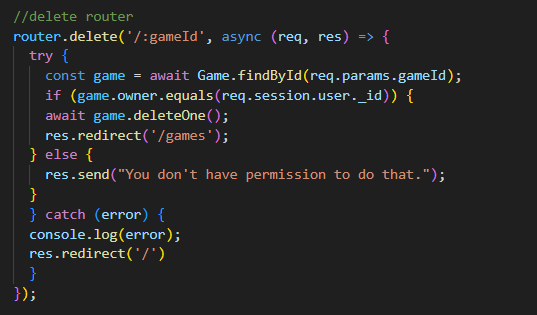 //delete router
router.delete('/:gameId', async (req, res) => {
  try {
    const game = await Game.findById(req.params.gameId);
    if (game.owner.equals(req.session.user._id)) {
    await game.deleteOne();
    res.redirect('/games');
  } else {
    res.send("You don't have permission to do that.");
  }
  } catch (error) {
  console.log(error);
  res.redirect('/')
  }
});